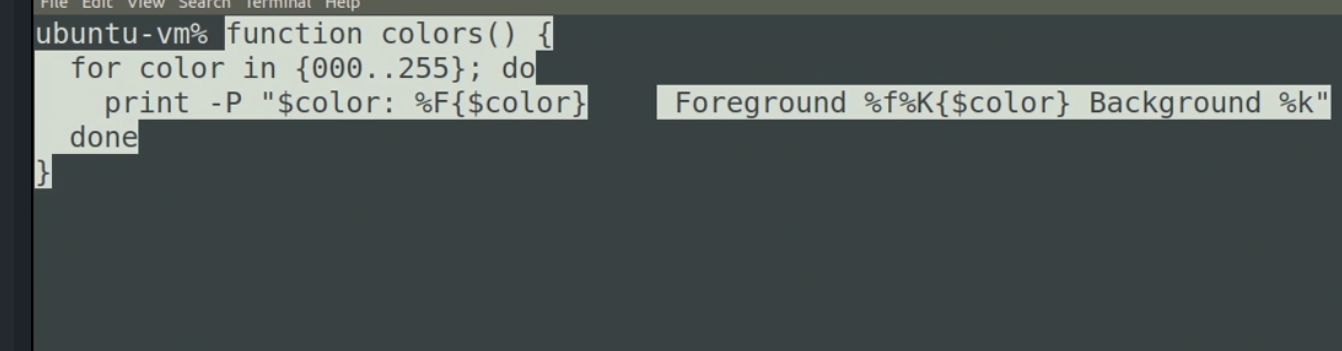 File Edit View Search Terminal Help
ubuntu-vm% function colors() {
  for color in {000..255}; do
    print -P "$color: %F{$color}     Foreground %f%K{$color} Background %k"
  done
}